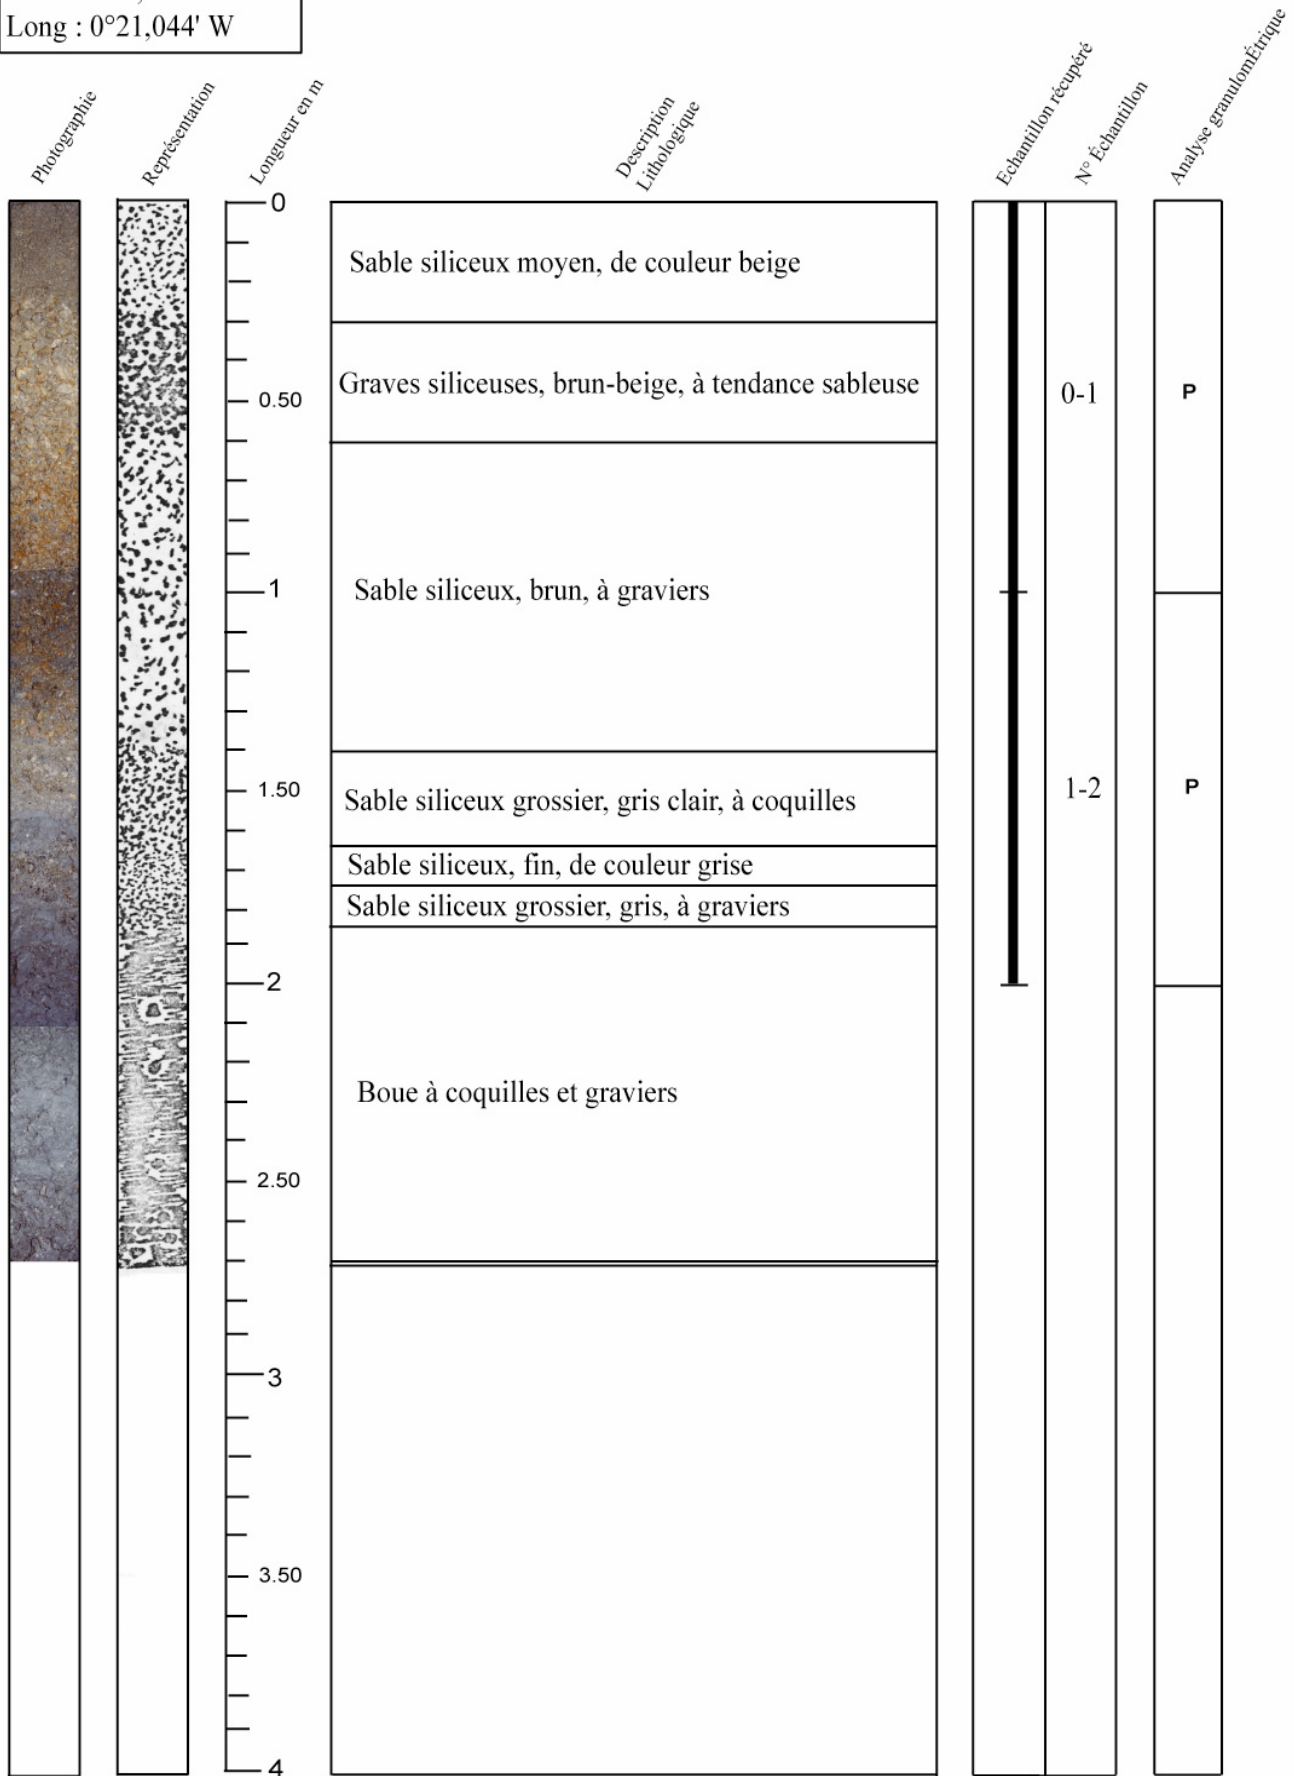 Long : 0°21,044' W
Photographie
Représentation
Longueur en m
Description
Lithologique
Echantillon récupéré
N° Échantillon
Analyse granulomÉtrique
0
Sable siliceux moyen, de couleur beige
Graves siliceuses, brun-beige, à tendance sableuse
0.50
0-1
P
Sable siliceux, brun, à graviers
1
1.50
Sable siliceux grossier, gris clair, à coquilles
1-2
P
Sable siliceux, fin, de couleur grise
Sable siliceux grossier, gris, à graviers
2
Boue à coquilles et graviers
2.50
3
3.50
4